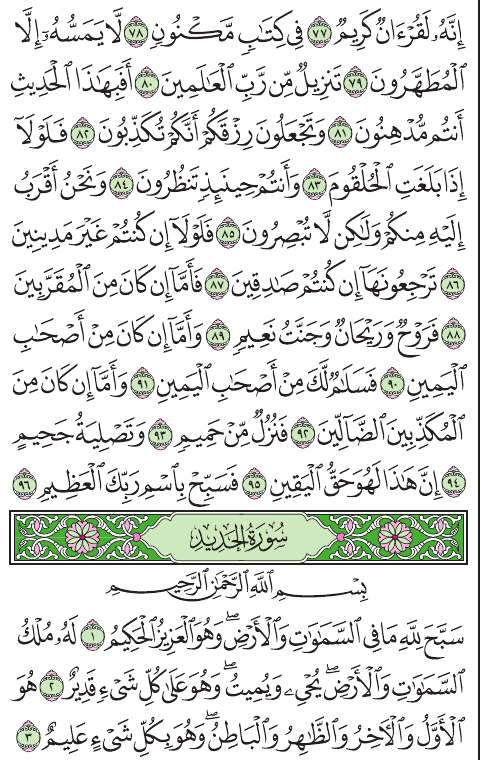 إِنَّهُۥ لَقُرْءَانٌ كَرِيمٌ ٧٧ فِى كِتَٰبٍ مَّكْنُونٍ ٧٨ لَّا يَمَسُّهُۥٓ إِلَّا
ٱلْمُطَهَّرُونَ ٧٩ تَنزِيلٌ مِّن رَّبِّ ٱلْعَٰلَمِينَ ٨٠ أَفَبِهَٰذَا ٱلْحَدِيثِ
أَنتُم مُّدْهِنُونَ ٨١ وَتَجْعَلُونَ رِزْقَكُمْ أَنَّكُمْ تُكَذِّبُونَ ٨٢ فَلَوْلَآ
إِذَا بَلَغَتِ ٱلْحُلْقُومَ ٨٣ وَأَنتُمْ حِينَئِذٍ تَنظُرُونَ ٨٤ وَنَحْنُ أَقْرَبُ
إِلَيْهِ مِنكُمْ وَلَٰكِن لَّا تُبْصِرُونَ ٨٥ فَلَوْلَآ إِن كُنتُمْ غَيْرَ مَدِينِينَ
٨٦ تَرْجِعُونَهَآ إِن كُنتُمْ صَٰدِقِينَ ٨٧ فَأَمَّآ إِن كَانَ مِنَ ٱلْمُقَرَّبِينَ
٨٨ فَرَوْحٌ وَرَيْحَانٌ وَجَنَّتُ نَعِيمٍ ٨٩ وَأَمَّآ إِن كَانَ مِنْ أَصْحَٰبِ
ٱلْيَمِينِ ٩٠ فَسَلَٰمٌ لَّكَ مِنْ أَصْحَٰبِ ٱلْيَمِينِ ٩١ وَأَمَّآ إِن كَانَ مِنَ
ٱلْمُكَذِّبِينَ ٱلضَّآلِّينَ ٩٢ فَنُزُلٌ مِّنْ حَمِيمٍ ٩٣ وَتَصْلِيَةُ جَحِيمٍ
٩٤ إِنَّ هَٰذَا لَهُوَ حَقُّ ٱلْيَقِينِ ٩٥ فَسَبِّحْ بِٱسْمِ رَبِّكَ ٱلْعَظِيمِ ٩٦
سُورَةُ الْحَدِيدِ
بِسْمِ ٱللَّهِ ٱلرَّحْمَٰنِ ٱلرَّحِيمِ
سَبَّحَ لِلَّهِ مَا فِى ٱلسَّمَٰوَٰتِ وَٱلْأَرْضِۖ وَهُوَ ٱلْعَزِيزُ ٱلْحَكِيمُ ١ لَهُۥ مُلْكُ
ٱلسَّمَٰوَٰتِ وَٱلْأَرْضِۖ يُحْىِۦ وَيُمِيتُۖ وَهُوَ عَلَىٰ كُلِّ شَىْءٍ قَدِيرٌ ٢ هُوَ
ٱلْأَوَّلُ وَٱلْءَاخِرُ وَٱلظَّٰهِرُ وَٱلْبَاطِنُۖ وَهُوَ بِكُلِّ شَىْءٍ عَلِيمٌ ٣